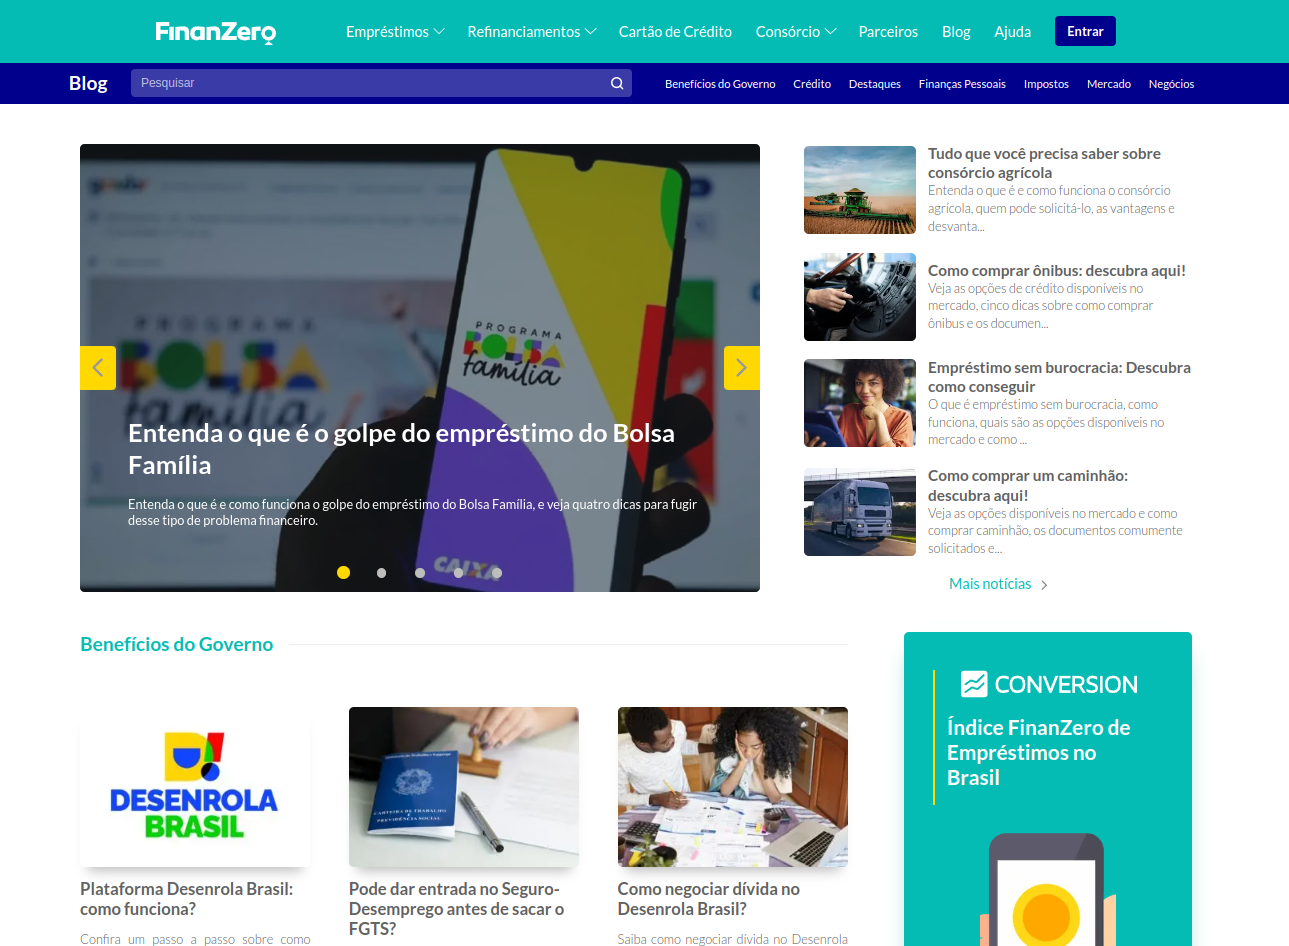 FinanZero
Empréstimos Refinanciamentos Cartão de Crédito Consórcio Parceiros Blog Ajuda Entrar
Blog Pesquisar Benefícios do Governo Crédito Destaques Finanças Pessoais Impostos Mercado Negócios
PROGRAMA
BOLSA
família
PROGRAMA
BOLSA
família
CAIXA
Entenda o que é o golpe do empréstimo do Bolsa
Família
Entenda o que é e como funciona o golpe do empréstimo do Bolsa Família, e veja quatro dicas para fugir
desse tipo de problema financeiro.
Tudo que você precisa saber sobre
consórcio agrícola
Entenda o que é e como funciona o consórcio
agrícola, quem pode solicitá-lo, as vantagens e
desvanta...
Como comprar ônibus: descubra aqui!
Veja as opções de crédito disponíveis no
mercado, cinco dicas sobre como comprar
ônibus e os documen...
Empréstimo sem burocracia: Descubra
como conseguir
O que é empréstimo sem burocracia, como
funciona, quais são as opções disponíveis no
mercado e como ...
Como comprar um caminhão:
descubra aqui!
Veja as opções disponíveis no mercado e como
comprar caminhão, os documentos comumente
solicitados e...
Mais notícias
Benefícios do Governo
DESENROLA
BRASIL
Plataforma Desenrola Brasil:
como funciona?
Confira um passo a passo sobre como
CARTEIRA DE TRABALHO
E
PREVIDÊNCIA SOCIAL
Pode dar entrada no Seguro-
Desemprego antes de sacar o
FGTS?
Como negociar dívida no
Desenrola Brasil?
Saiba como negociar dívida no Desenrola
CONVERSION
Índice FinanZero de
Empréstimos no
Brasil